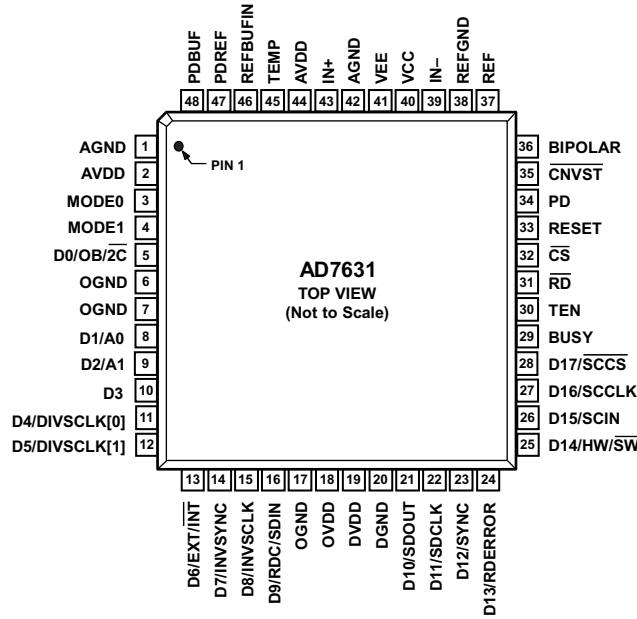 PDBUF
PDREF
REFBUFIN
TEMP
AVDD
IN+
AGND
VEE
VCC
IN–
REFGND
REF
48
47
46
45
44
43
42
41
40
39
38
37
AGND 1
AVDD 2
MODE0 3
MODE1 4
D0/OB/2C 5
OGND 6
OGND 7
D1/A0 8
D2/A1 9
D3 10
D4/DIVSCLK[0] 11
D5/DIVSCLK[1] 12
PIN 1
AD7631
TOP VIEW
(Not to Scale)
36 BIPOLAR
35 CNVST
34 PD
33 RESET
32 CS
31 RD
30 TEN
29 BUSY
28 D17/SCCS
27 D16/SCCLK
26 D15/SCIN
25 D14/HW/SW
13
14
15
16
17
18
19
20
21
22
23
24
D6/EXT/INT
D7/INVSYNC
D8/INVSCLK
D9/RDC/SDIN
OGND
OVDD
DVDD
DGND
D10/SDOUT
D11/SDCLK
D12/SYNC
D13/RDERROR